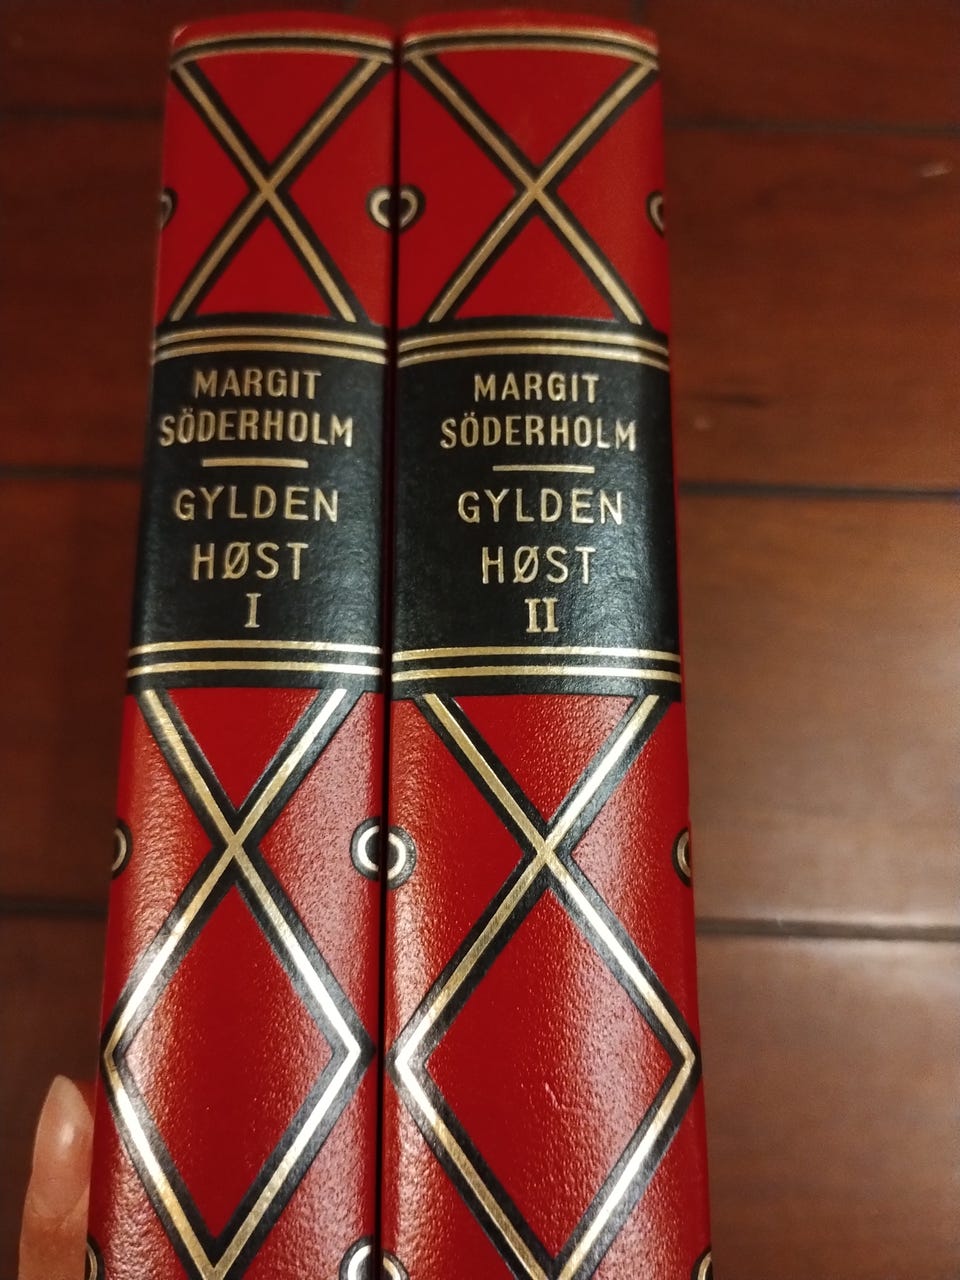 MARGIT
SÖDERHOLM
GYLDEN
HØST
I
MARGIT
SÖDERHOLM
GYLDEN
HØST
II